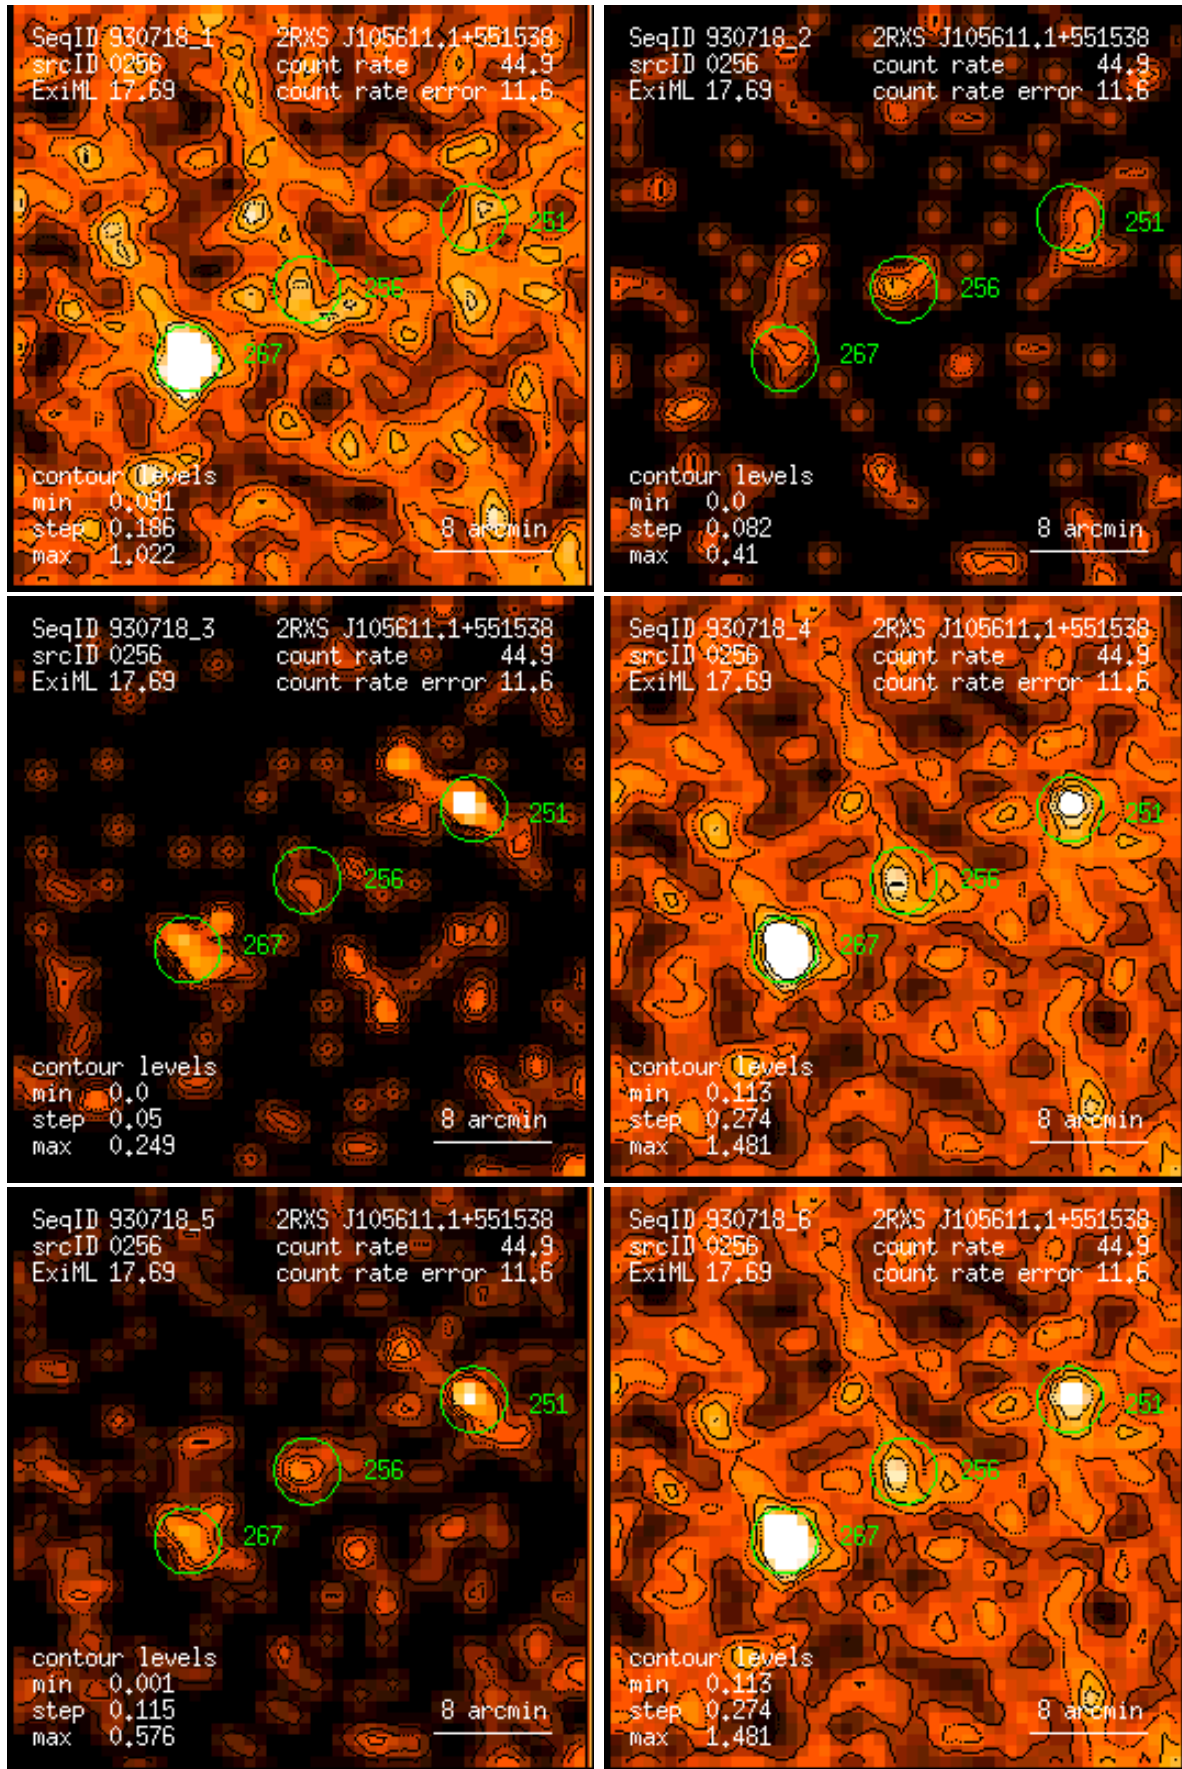 SeqID 930718_1 2RXS J105611.1+551538
srcID 0256 count rate 44.9
ExiML 17.69 count rate error 11.6
251
256
267
contour levels
min 0.091
step 0.186 8 arcmin
max 1.022
SeqID 930718_2 2RXS J105611.1+551538
srcID 0256 count rate 44.9
ExiML 17.69 count rate error 11.6
251
256
267
contour levels
min 0.0
step 0.082 8 arcmin
max 0.41
SeqID 930718_3 2RXS J105611.1+551538
srcID 0256 count rate 44.9
ExiML 17.69 count rate error 11.6
251
256
267
contour levels
min 0.0
step 0.05 8 arcmin
max 0.249
SeqID 930718_4 2RXS J105611.1+551538
srcID 0256 count rate 44.9
ExiML 17.69 count rate error 11.6
251
256
267
contour levels
min 0.113
step 0.274 8 arcmin
max 1.481
SeqID 930718_5 2RXS J105611.1+551538
srcID 0256 count rate 44.9
ExiML 17.69 count rate error 11.6
251
256
267
contour levels
min 0.001
step 0.115 8 arcmin
max 0.576
SeqID 930718_6 2RXS J105611.1+551538
srcID 0256 count rate 44.9
ExiML 17.69 count rate error 11.6
251
256
267
contour levels
min 0.113
step 0.274 8 arcmin
max 1.481